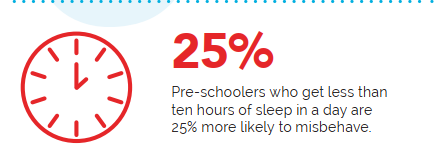 25%
Pre-schoolers who get less than
ten hours of sleep in a day are
25% more likely to misbehave.